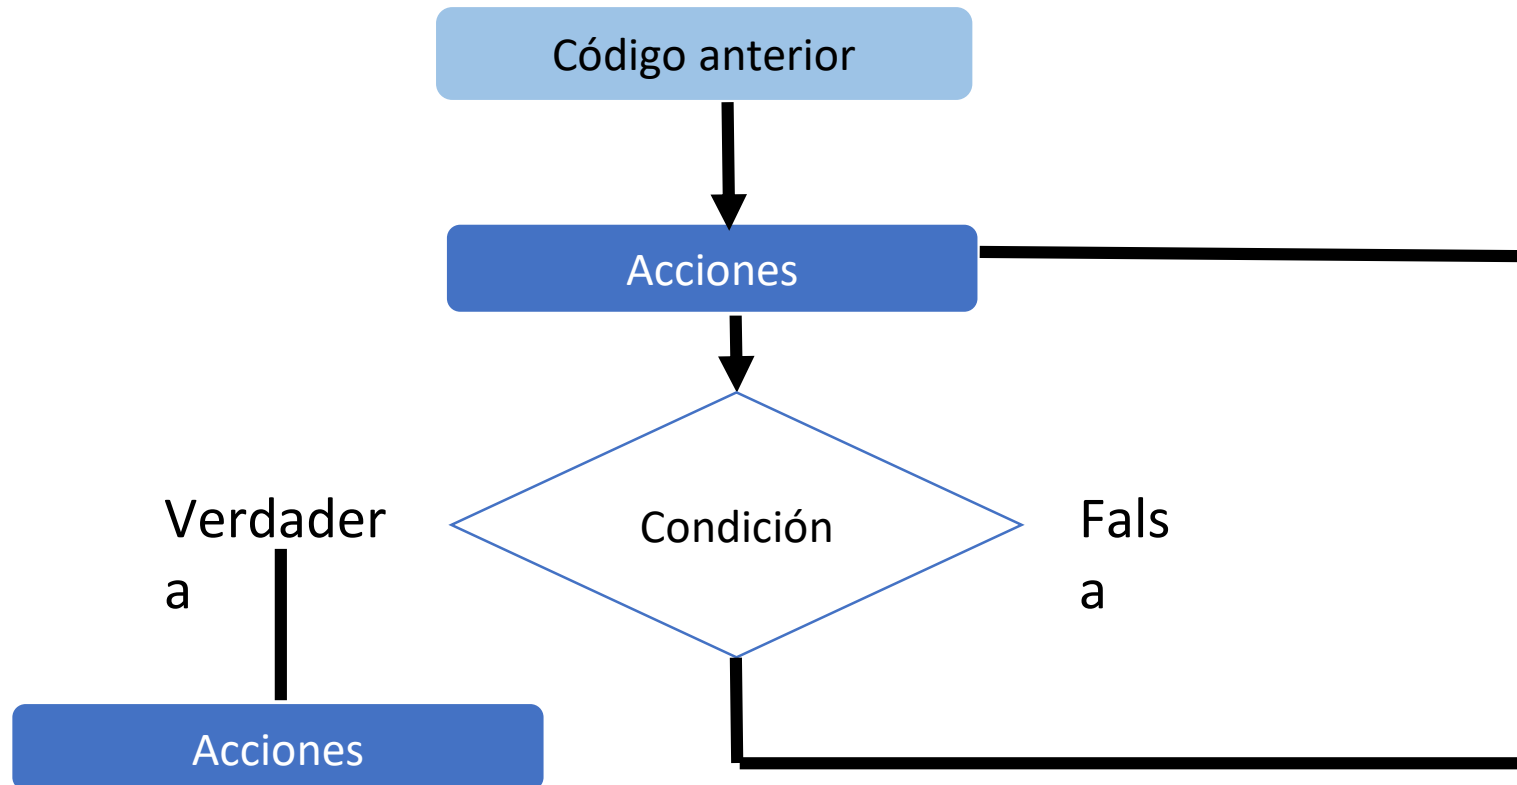 Código anterior
Acciones
Verdader
a
Condición
Fals
a
Acciones